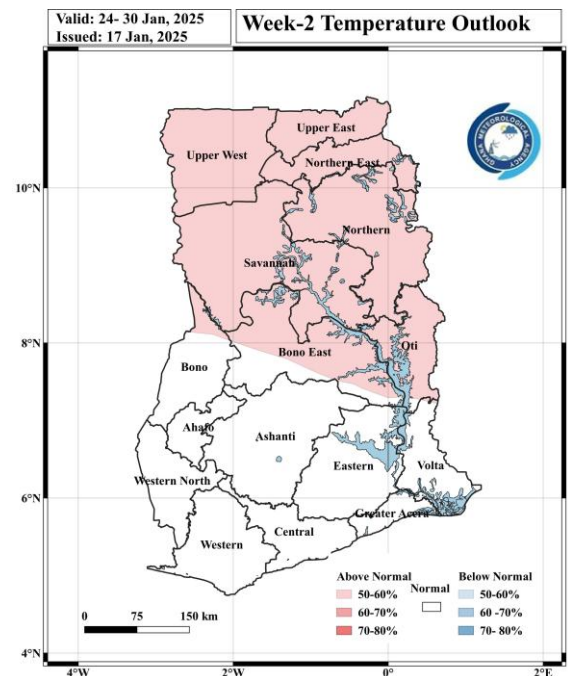 Valid: 24- 30 Jan, 2025
Issued: 17 Jan, 2025
Week-2 Temperature Outlook
Upper East
Upper West
Northern East
GHANA METEOROLOGICAL AGENCY
10°N
Northern
Savannah
8°N
Bono East
Oti
Bono
Ahafo
Ashanti
Western North
Eastern
Volta
6°N
Greater Accra
Central
Western
Above Normal
Normal
Below Normal
50-60%
50-60%
60-70%
60 -70%
70-80%
70- 80%
0 75 150 km
4°N
4°W 2°W 0° 2°E